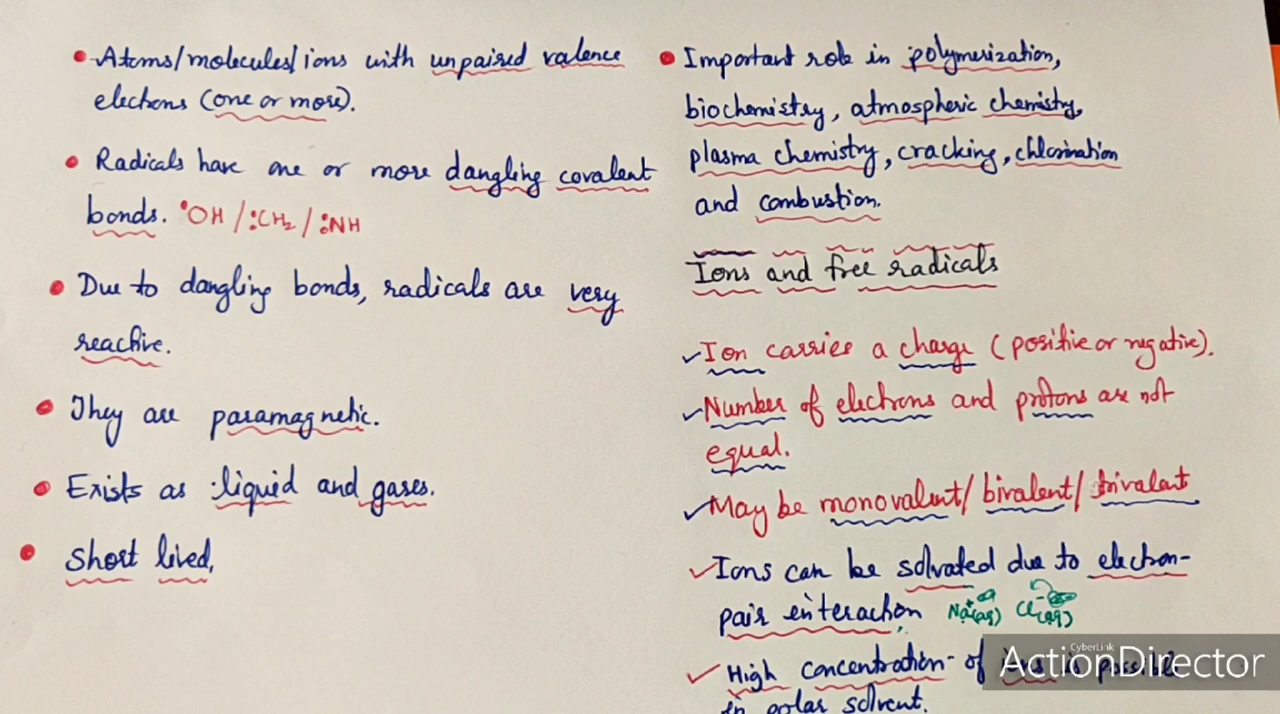 • Atoms/molecules/ions with unpaired valence
electrons (one or more).
• Radicals have one or more dangling covalent
bonds. •OH / :CH₂ / :NH
• Due to dangling bonds, radicals are very
reactive.
• They are paramagnetic.
• Exists as liquid and gases.
• Short lived.
• Important role in polymerization,
biochemistry, atmospheric chemistry,
plasma chemistry, cracking, chlorination
and combustion.
Ions and free radicals
✓Ion carries a charge (positive or negative).
✓Number of electrons and protons are not
equal.
✓May be monovalent/ bivalent/ trivalent
✓Ions can be solvated due to electron-
pair interaction Na⁺(aq) Cl⁻(aq)
✓High concentration of ions is possible
in polar solvent.
CyberLink
ActionDirector